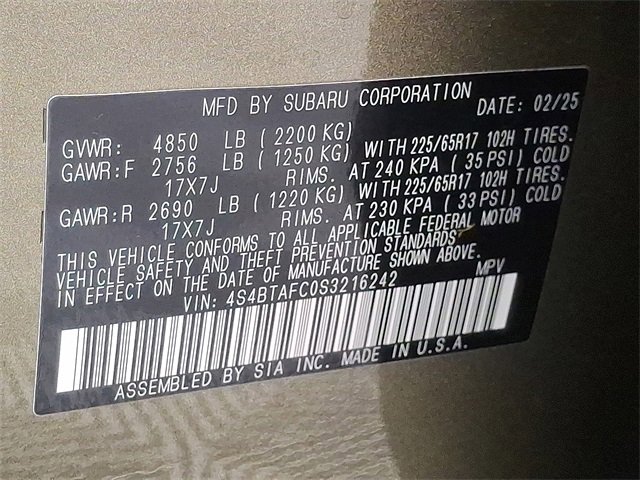 MFD BY SUBARU CORPORATION DATE: 02/25
GVWR: 4850 LB (2200 KG)
GAWR:F 2756 LB (1250 KG) WITH 225/65R17 102H TIRES.
17X7J RIMS. AT 240 KPA (35 PSI) COLD
GAWR:R 2690 LB (1220 KG) WITH 225/65R17 102H TIRES.
17X7J RIMS. AT 230 KPA (33 PSI) COLD
THIS VEHICLE CONFORMS TO ALL APPLICABLE FEDERAL MOTOR
VEHICLE SAFETY AND THEFT PREVENTION STANDARDS
IN EFFECT ON THE DATE OF MANUFACTURE SHOWN ABOVE.
VIN: 4S4BTAFC0S3216242 MPV
ASSEMBLED BY SIA INC. MADE IN U.S.A.